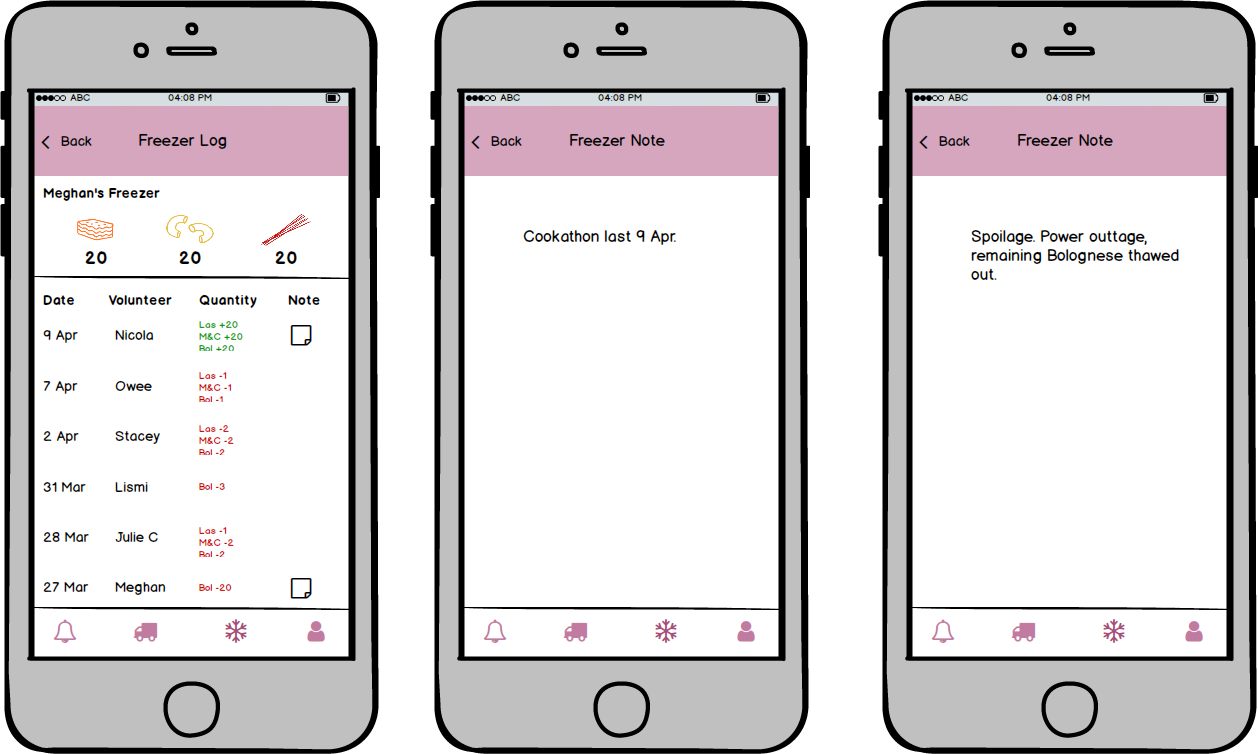 ABC 04:08 PM
Back Freezer Log
Meghan's Freezer
20 20 20
Date Volunteer Quantity Note
9 Apr Nicola Las +20
M&C +20
Bol +20
7 Apr Owee Las -1
M&C -1
Bol -1
2 Apr Stacey Las -2
M&C -2
Bol -2
31 Mar Lismi Bol -3
28 Mar Julie C Las -1
M&C -2
Bol -2
27 Mar Meghan Bol -20
ABC 04:08 PM
Back Freezer Note
Cookathon last 9 Apr.
ABC 04:08 PM
Back Freezer Note
Spoilage. Power outtage,
remaining Bolognese thawed
out.